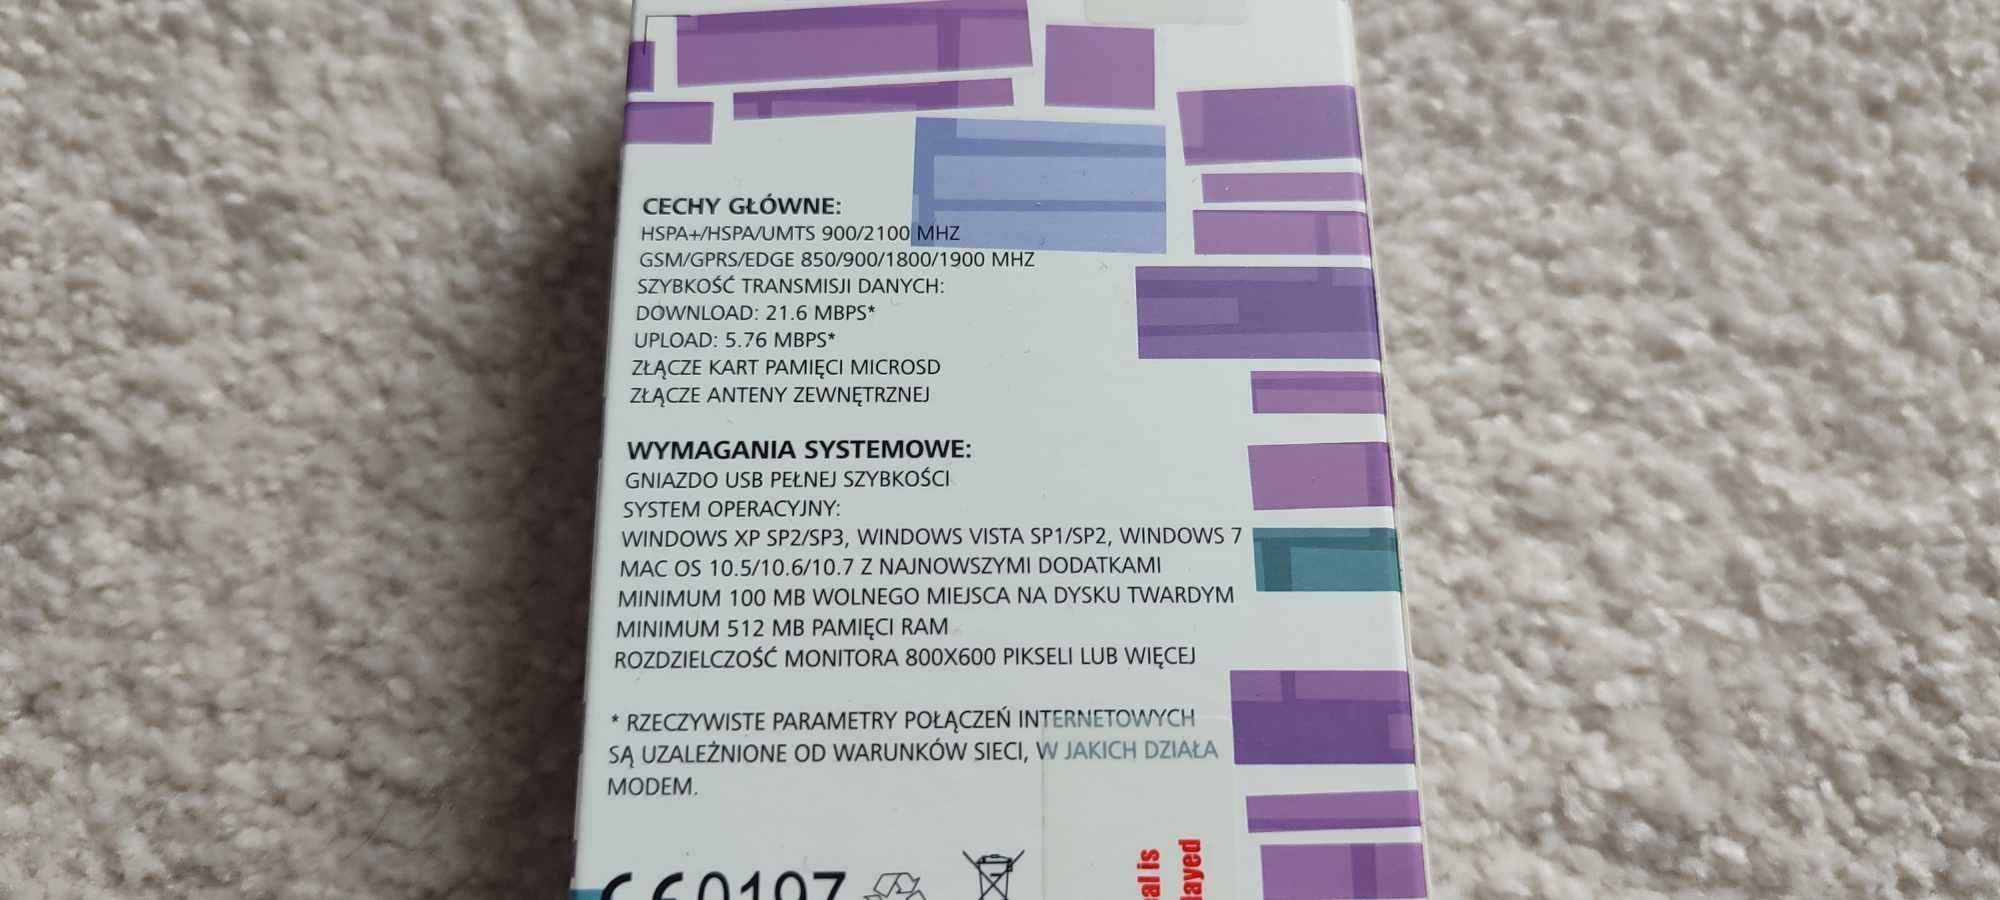 CECHY GŁÓWNE:
HSPA+/HSPA/UMTS 900/2100 MHZ
GSM/GPRS/EDGE 850/900/1800/1900 MHZ
SZYBKOŚĆ TRANSMISJI DANYCH:
DOWNLOAD: 21.6 MBPS*
UPLOAD: 5.76 MBPS*
ZŁĄCZE KART PAMIĘCI MICROSD
ZŁĄCZE ANTENY ZEWNĘTRZNEJ
WYMAGANIA SYSTEMOWE:
GNIAZDO USB PEŁNEJ SZYBKOŚCI
SYSTEM OPERACYJNY:
WINDOWS XP SP2/SP3, WINDOWS VISTA SP1/SP2, WINDOWS 7
MAC OS 10.5/10.6/10.7 Z NAJNOWSZYMI DODATKAMI
MINIMUM 100 MB WOLNEGO MIEJSCA NA DYSKU TWARDYM
MINIMUM 512 MB PAMIĘCI RAM
ROZDZIELCZOŚĆ MONITORA 800X600 PIKSELI LUB WIĘCEJ
* RZECZYWISTE PARAMETRY POŁĄCZEŃ INTERNETOWYCH
SĄ UZALEŻNIONE OD WARUNKÓW SIECI, W JAKICH DZIAŁA
MODEM.
CE0197
is